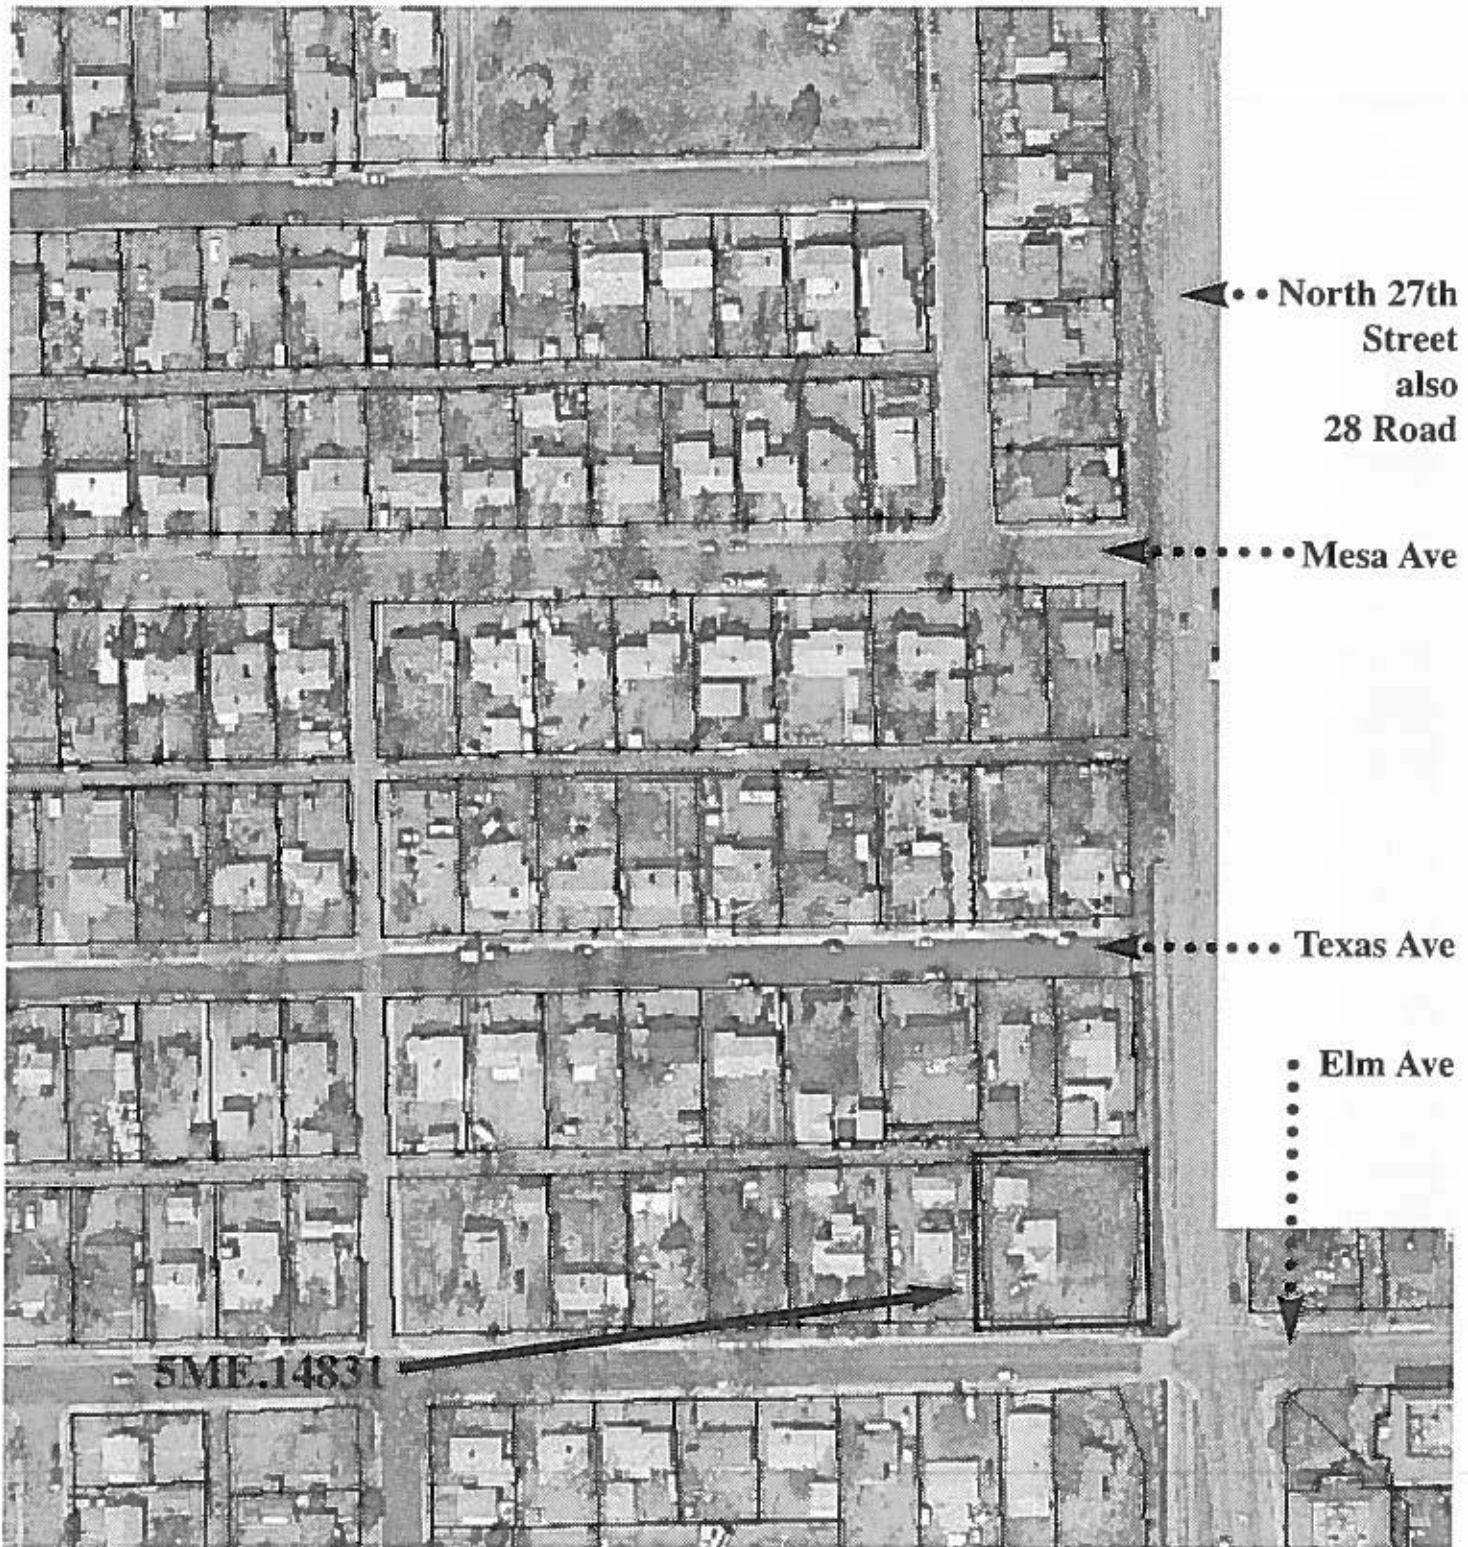 North 27th
Street
also
28 Road
Mesa Ave
Texas Ave
Elm Ave
5ME.14831